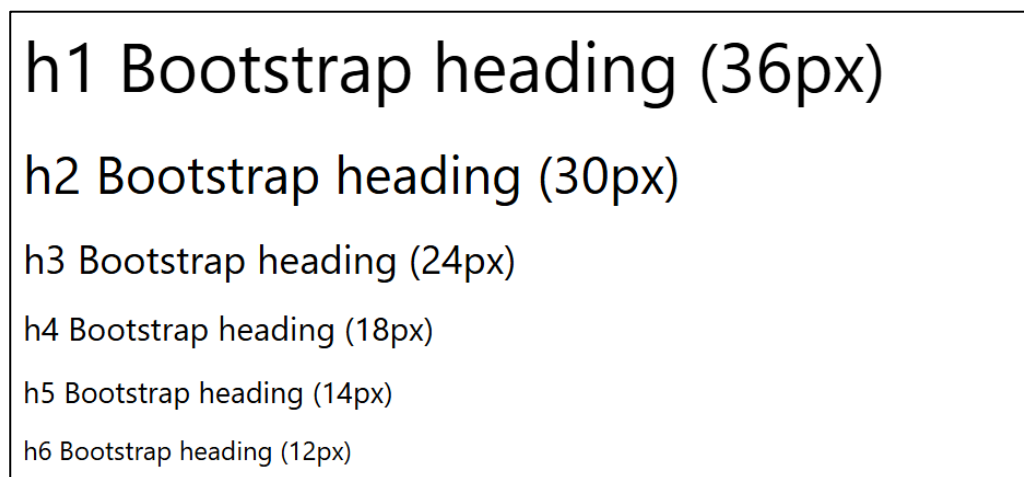 h1 Bootstrap heading (36px)
h2 Bootstrap heading (30px)
h3 Bootstrap heading (24px)
h4 Bootstrap heading (18px)
h5 Bootstrap heading (14px)
h6 Bootstrap heading (12px)